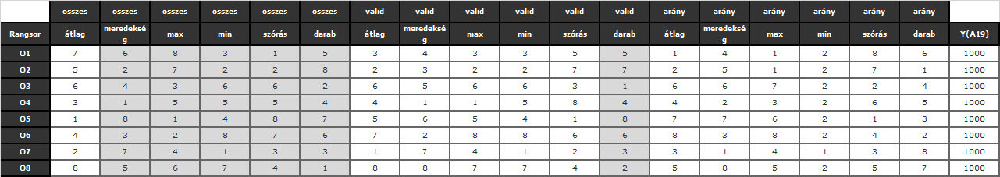 összes összes összes összes összes összes valid valid valid valid valid valid arány arány arány arány arány arány
Rangsor átlag meredekség max min szórás darab átlag meredekség max min szórás darab átlag meredekség max min szórás darab Y(A19)
O1 7 6 8 3 1 5 3 4 3 3 5 5 1 4 1 2 8 6 1000
O2 5 2 7 2 2 8 2 3 2 2 7 7 2 5 1 2 7 1 1000
O3 6 4 3 6 6 2 6 5 6 6 3 1 6 6 7 2 2 4 1000
O4 3 1 5 5 5 4 4 1 1 5 8 4 4 2 3 2 6 5 1000
O5 1 8 1 4 8 7 5 6 5 4 1 8 7 7 6 2 1 3 1000
O6 4 3 2 8 7 6 7 2 8 8 6 6 8 3 8 2 4 2 1000
O7 2 7 4 1 3 3 1 7 4 1 2 3 3 1 4 1 3 8 1000
O8 8 5 6 7 4 1 8 8 7 7 4 2 5 8 5 2 5 7 1000